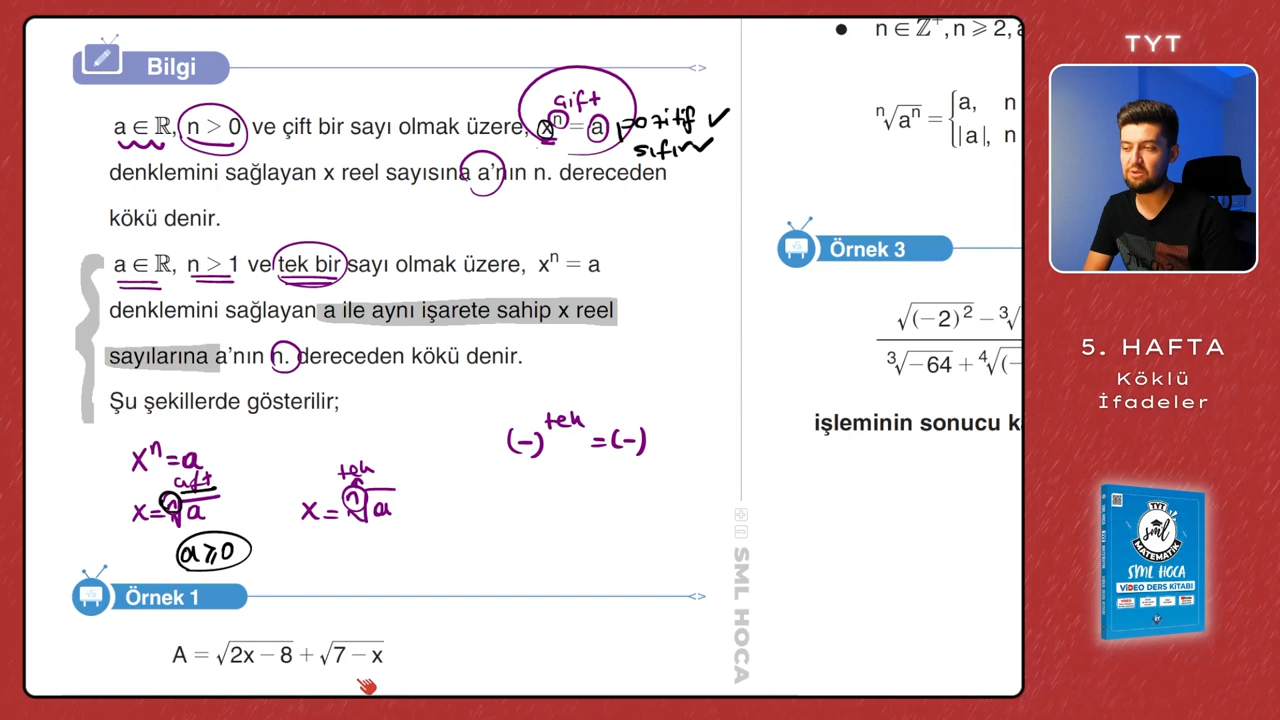 Bilgi
a ∈ ℝ, n > 0 ve çift bir sayı olmak üzere, xⁿ = a
çift
pozitif ✓
sıfır ✓
denklemini sağlayan x reel sayısına a'nın n. dereceden
kökü denir.
a ∈ ℝ, n > 1 ve tek bir sayı olmak üzere, xⁿ = a
denklemini sağlayan a ile aynı işarete sahip x reel
sayılarına a'nın n. dereceden kökü denir.
Şu şekillerde gösterilir;
xⁿ = a
çift
x = ⁿ√a
a ⩾ 0
tek
x = ⁿ√a
(−)^tek = (−)
Örnek 1
A = √(2x − 8) + √(7 − x)
SML HOCA
• n ∈ ℤ⁺, n ⩾ 2, a
ⁿ√aⁿ = { a, n
|a|, n
Örnek 3
√(−2)² − ³√
³√−64 + ⁴√(−
işleminin sonucu k
TYT
5. HAFTA
Köklü
İfadeler
TYT
sml
MATEMATİK
SML HOCA
VİDEO DERS KİTABI